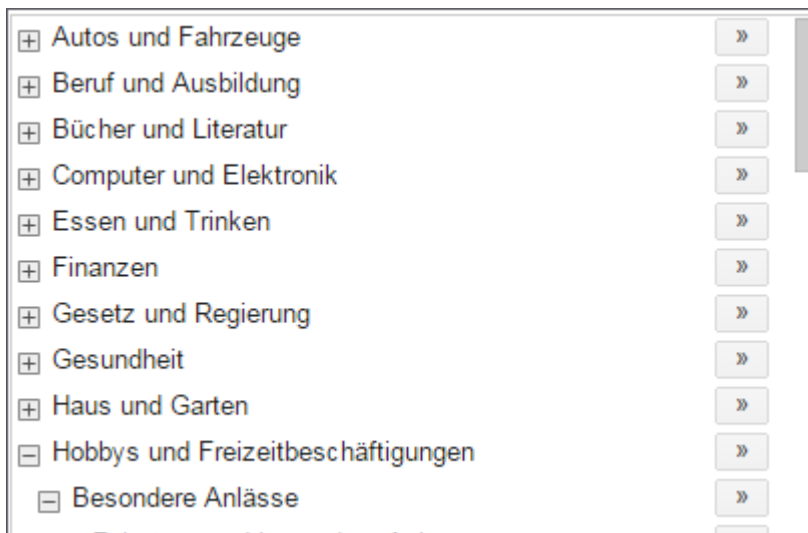 Autos und Fahrzeuge »
Beruf und Ausbildung »
Bücher und Literatur »
Computer und Elektronik »
Essen und Trinken »
Finanzen »
Gesetz und Regierung »
Gesundheit »
Haus und Garten »
Hobbys und Freizeitbeschäftigungen »
Besondere Anlässe »